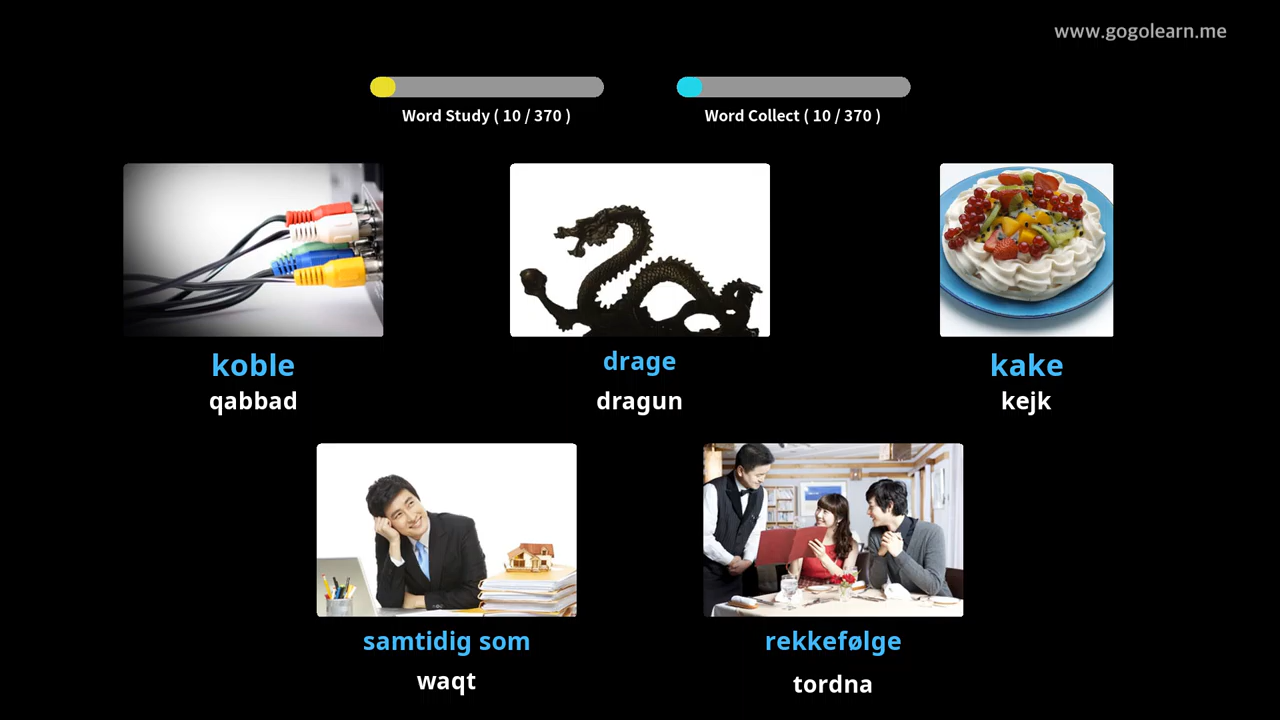 www.gogolearn.me
Word Study ( 10 / 370 )
Word Collect ( 10 / 370 )
koble
qabbad
drage
dragun
kake
kejk
samtidig som
waqt
rekkefølge
tordna